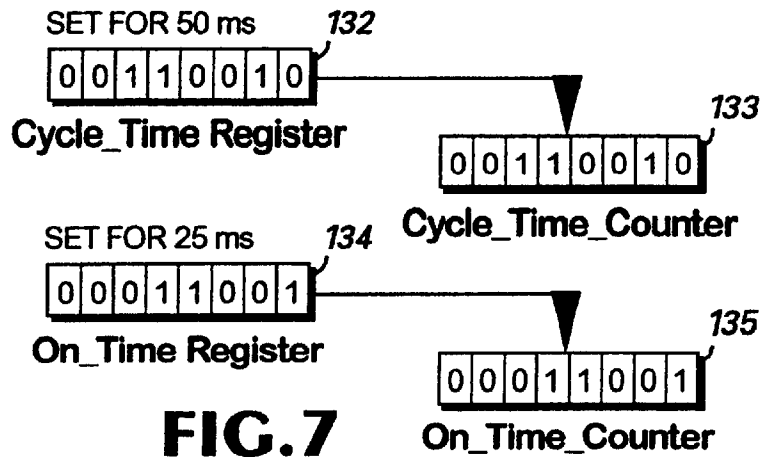 SET FOR 50 ms 132
0 0 1 1 0 0 1 0
Cycle_Time Register
133
0 0 1 1 0 0 1 0
Cycle_Time_Counter
SET FOR 25 ms 134
0 0 0 1 1 0 0 1
On_Time Register
135
0 0 0 1 1 0 0 1
On_Time_Counter
FIG.7